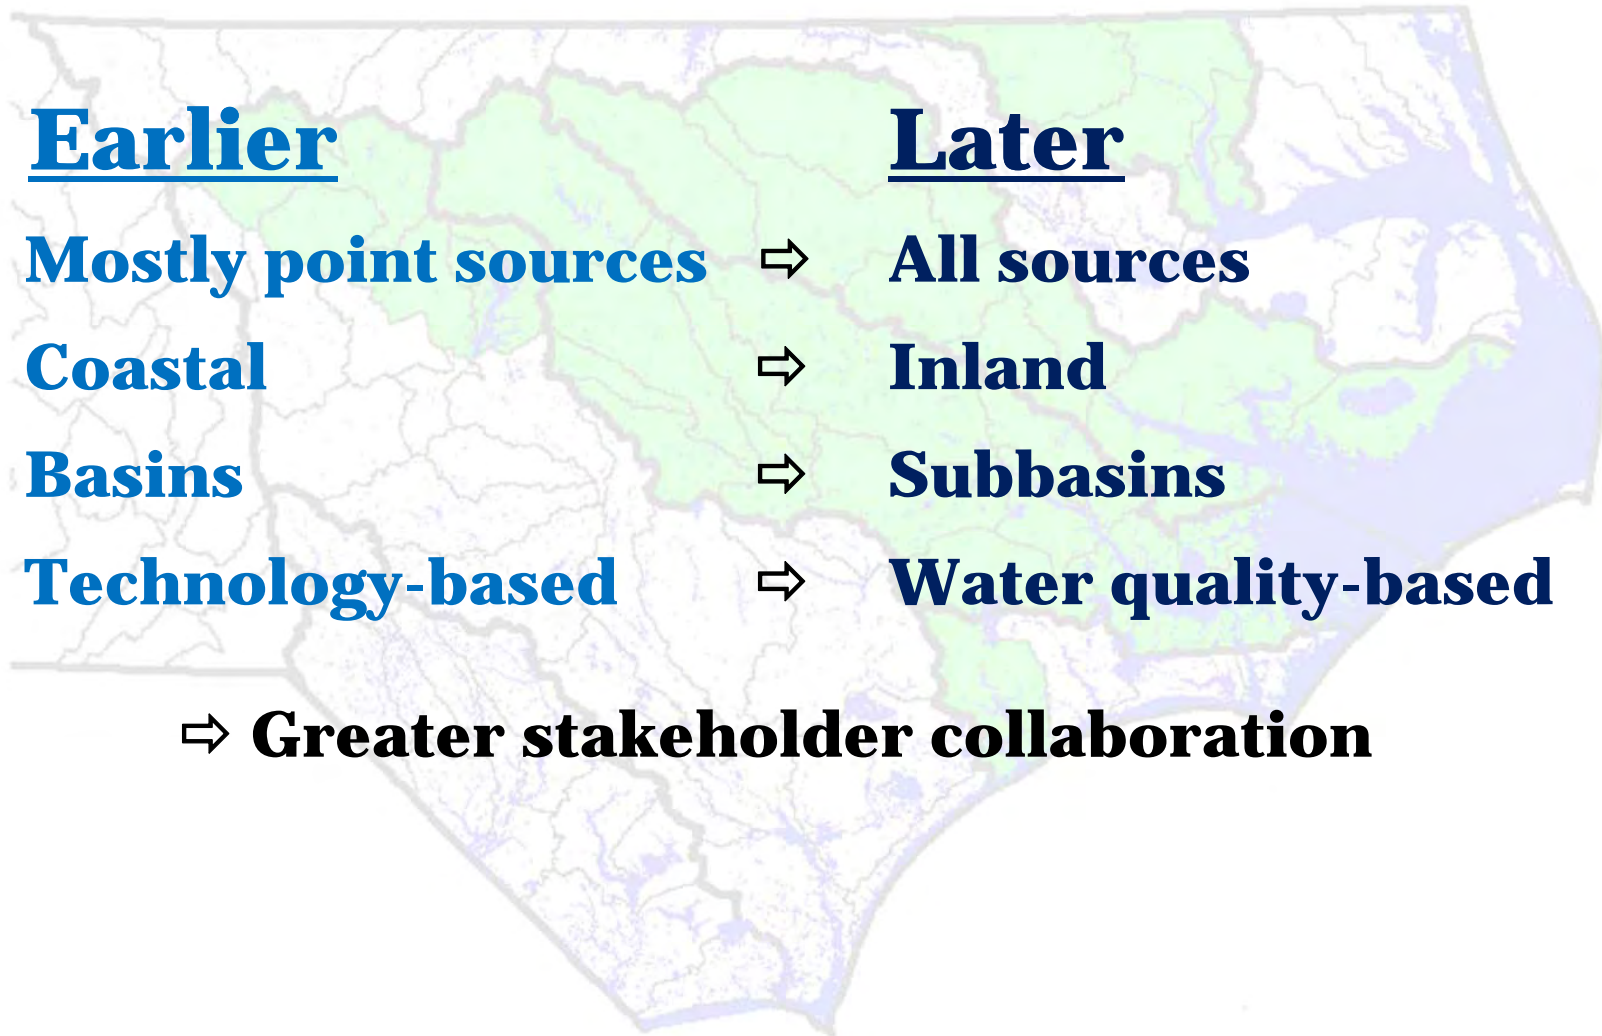 Earlier Later
Mostly point sources ⇨ All sources
Coastal ⇨ Inland
Basins ⇨ Subbasins
Technology-based ⇨ Water quality-based
⇨ Greater stakeholder collaboration